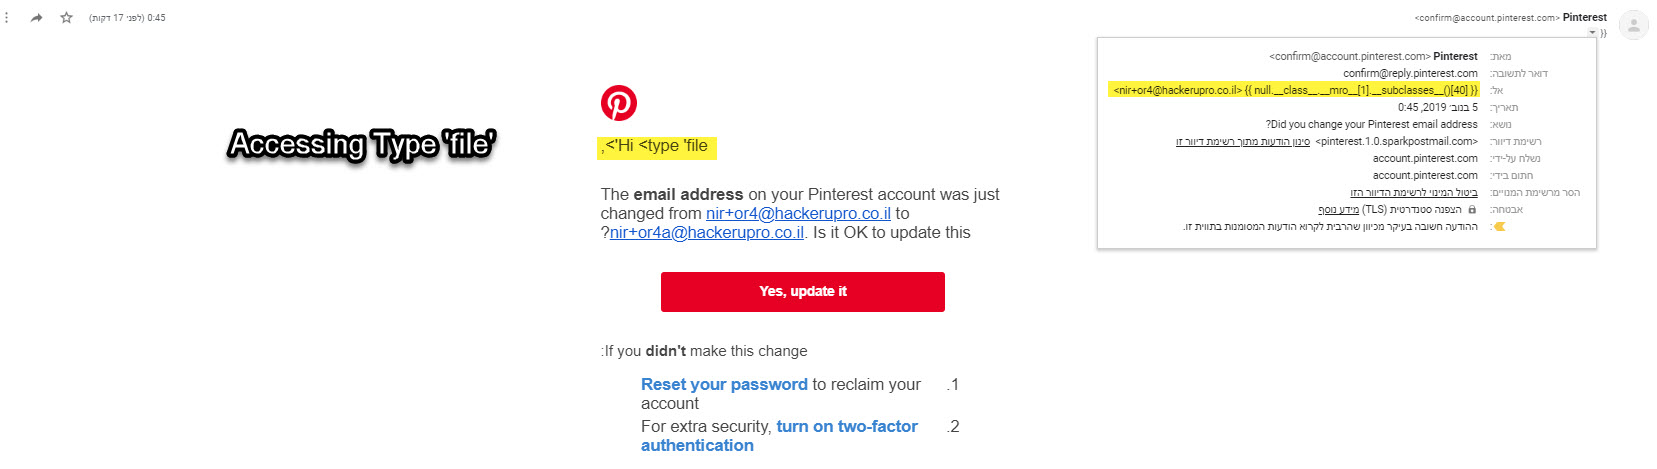 (לפני 17 דקות) 0:45
Pinterest <confirm@account.pinterest.com>
{{
מאת: Pinterest <confirm@account.pinterest.com>
דואר לתשובה: confirm@reply.pinterest.com
אל: <nir+or4@hackerupro.co.il> {{ null.__class__.__mro__[1].__subclasses__()[40] }}
תאריך: 5 בנוב׳ 2019, 0:45
נושא: ?Did you change your Pinterest email address
רשימת דיוור: <pinterest.1.0.sparkpostmail.com> סינון הודעות מתוך רשימת דיוור זו
נשלח על-ידי: account.pinterest.com
חתום בידי: account.pinterest.com
הסר מרשימת המנויים: ביטול המינוי לרשימת הדיוור הזו
אבטחה: הצפנה סטנדרטית (TLS) מידע נוסף
: ההודעה חשובה בעיקר מכיוון שהרבית לקרוא הודעות המסומנות בתווית זו.
Accessing Type 'file'
,<'Hi <type 'file
The email address on your Pinterest account was just
changed from nir+or4@hackerupro.co.il to
?nir+or4a@hackerupro.co.il. Is it OK to update this
Yes, update it
:If you didn't make this change
Reset your password to reclaim your .1
account
For extra security, turn on two-factor .2
authentication